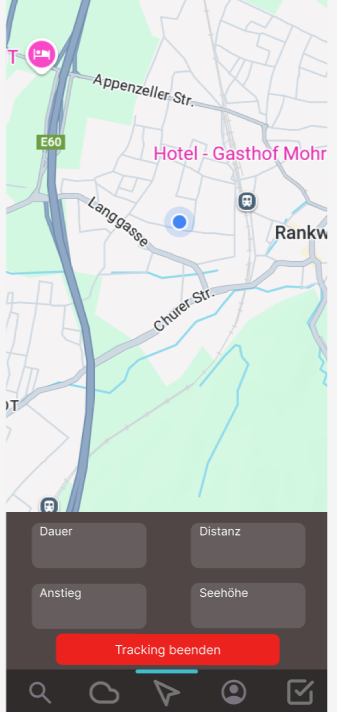 T
Appenzeller Str.
E60
Hotel - Gasthof Mohr
Langgasse
Rankw
Churer Str.
OT
Dauer
Distanz
Anstieg
Seehöhe
Tracking beenden